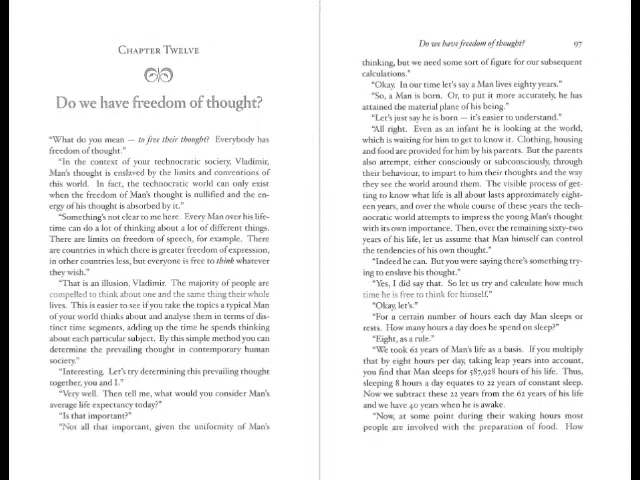 CHAPTER TWELVE
Do we have freedom of thought?
"What do you mean — to free their thought? Everybody has
freedom of thought."
"In the context of your technocratic society, Vladimir,
Man's thought is enslaved by the limits and conventions of
this world. In fact, the technocratic world can only exist
when the freedom of Man's thought is nullified and the en-
ergy of his thought is absorbed by it."
"Something's not clear to me here. Every Man over his life-
time can do a lot of thinking about a lot of different things.
There are limits on freedom of speech, for example. There
are countries in which there is greater freedom of expression,
in other countries less, but everyone is free to think whatever
they wish."
"That is an illusion, Vladimir. The majority of people are
compelled to think about one and the same thing their whole
lives. This is easier to see if you take the typical Man
of your world thinks about and analyse them in terms of dis-
tinct time segments, adding up the time he spends thinking
about each particular subject. By this simple method you can
determine the prevailing thought in contemporary human
society."
"Interesting. Let's try determining this prevailing thought
together, you and I."
"Very well. Then tell me, what would you consider Man's
average life expectancy today?"
"Is that important?"
"Not all that important, given the uniformity of Man's
Do we have freedom of thought? 97
thinking, but we need some sort of figure for our subsequent
calculations."
"Okay. In our time let's say a Man lives eighty years."
"So, a Man is born. Or, to put it more accurately, he has
attained the material plane of his being."
"Let's just say he is born — it's easier to understand."
"All right. Even as an infant he is looking at the world,
which is waiting for him to get to know it. Clothing, housing
and food are provided for him by his parents. But the parents
also attempt, either consciously or subconsciously, through
their behaviour, to impart to him their thoughts and the way
they see the world around them. The visible process of get-
ting to know what life is all about lasts approximately eight-
een years, and over the whole course of these years the tech-
nocratic world attempts to impress the young Man's thought
with its own importance. Then, over the remaining sixty-two
years of his life, let us assume that Man himself can control
the tendencies of his own thought."
"Indeed he can. But you were saying there's something try-
ing to enslave his thought."
"Yes, I did say that. So let us try and calculate how much
time he is free to think for himself."
"Okay, let's."
"For a certain number of hours each day Man sleeps or
rests. How many hours a day does he spend on sleep?"
"Eight, as a rule."
"We took 62 years of Man's life as a basis. If you multiply
that by eight hours per day, taking leap years into account,
you find that Man sleeps for 587,928 hours of his life. Thus,
sleeping 8 hours a day equates to 22 years of constant sleep.
Now we subtract these 22 years from the 62 years of his life
and we have 40 years when he is awake.
"Now, at some point during their waking hours most
people are involved with the preparation of food. How